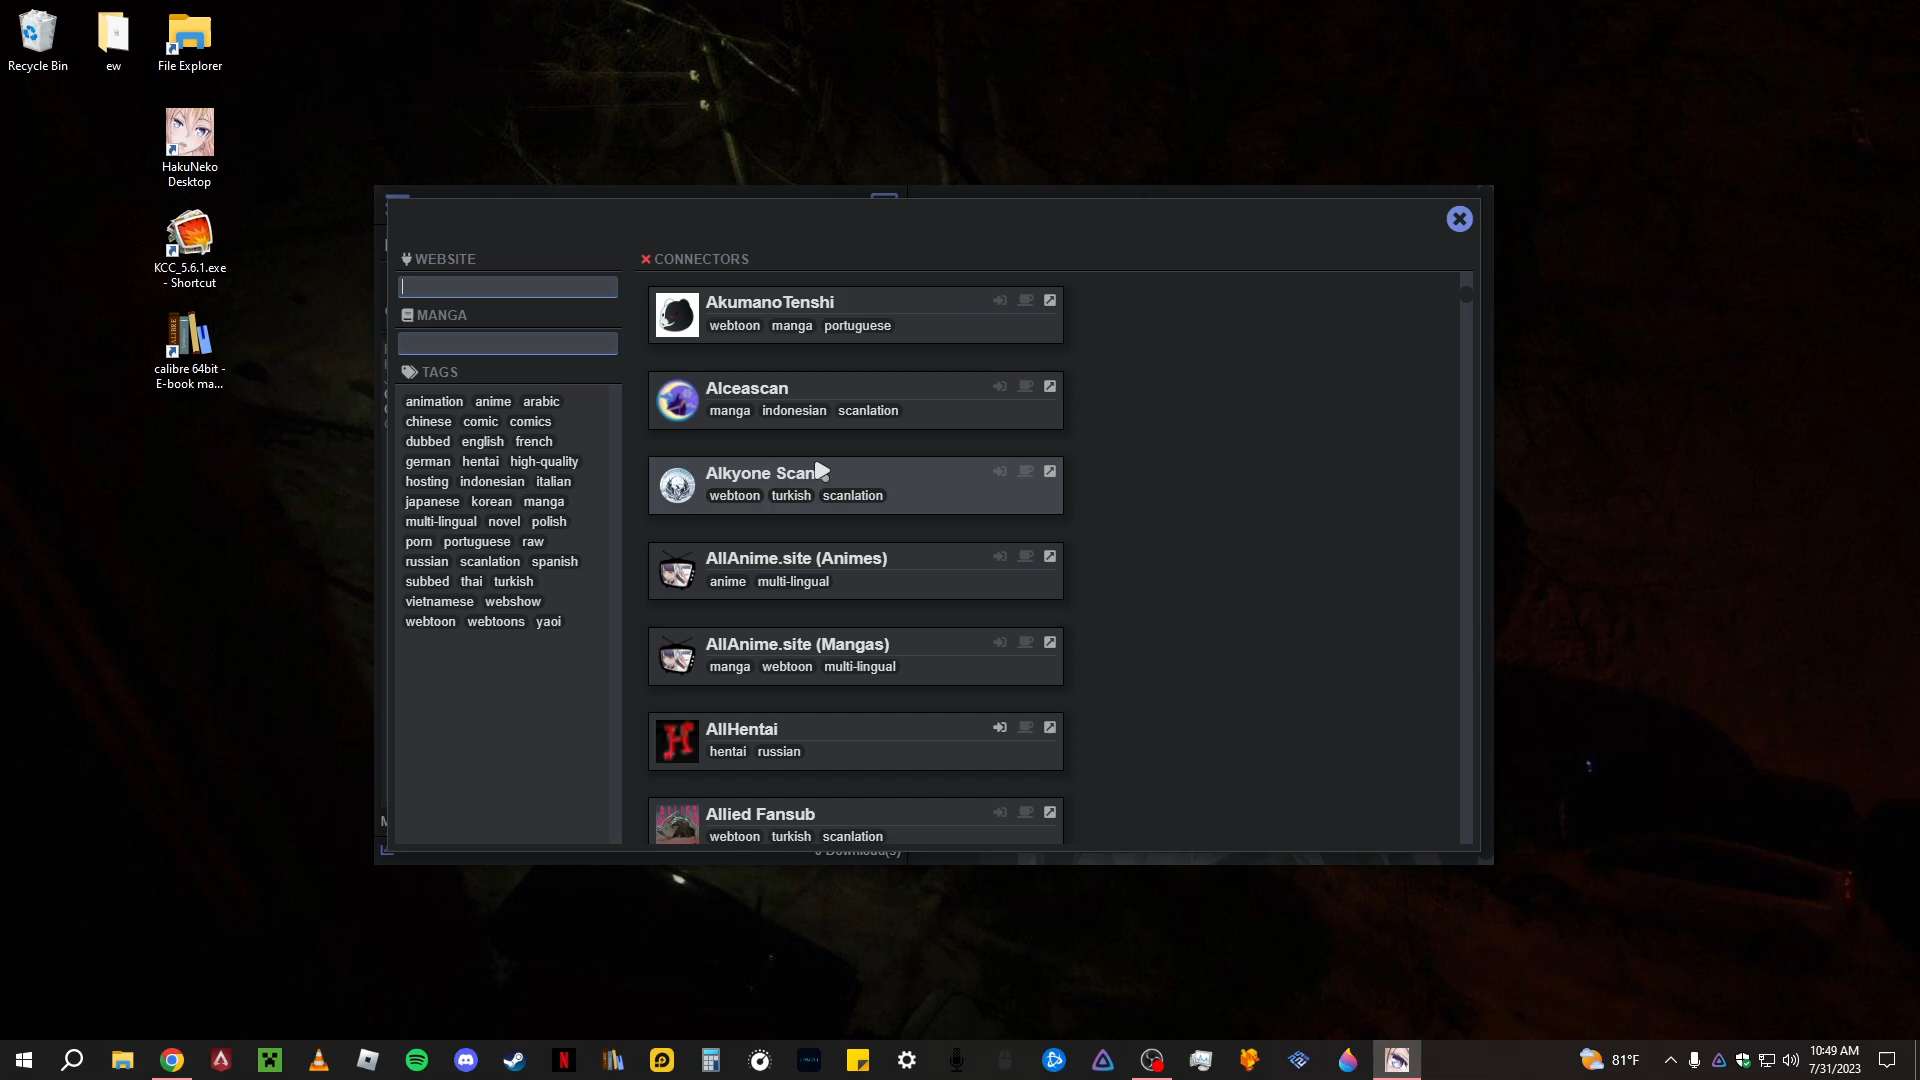 Recycle Bin
ew
File Explorer
HakuNeko
Desktop
KCC_5.6.1.exe
- Shortcut
calibre 64bit -
E-book ma...
WEBSITE
MANGA
TAGS
animation anime arabic
chinese comic comics
dubbed english french
german hentai high-quality
hosting indonesian italian
japanese korean manga
multi-lingual novel polish
porn portuguese raw
russian scanlation spanish
subbed thai turkish
vietnamese webshow
webtoon webtoons yaoi
CONNECTORS
AkumanoTenshi
webtoon manga portuguese
Alceascan
manga indonesian scanlation
Alkyone Scan
webtoon turkish scanlation
AllAnime.site (Animes)
anime multi-lingual
AllAnime.site (Mangas)
manga webtoon multi-lingual
AllHentai
hentai russian
Allied Fansub
webtoon turkish scanlation
81°F
10:49 AM
7/31/2023